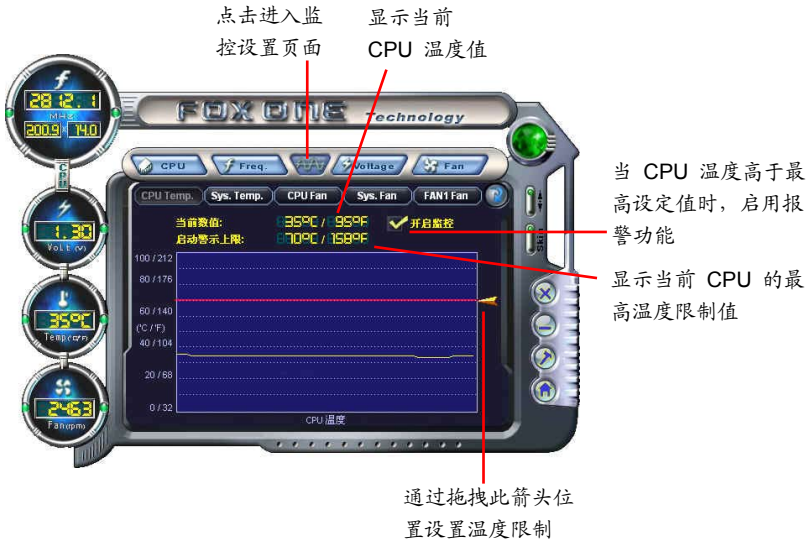 点击进入监
控设置页面
显示当前
CPU 温度值
FOX ONE Technology
2812.1
MHZ
200.9 × 14.0
CPU
CPU Freq. Voltage Fan
CPU Temp. Sys. Temp. CPU Fan Sys. Fan FAN1 Fan ?
当前数值: 35ºC / 95ºF 开启监控
启动警示上限: 70ºC / 158ºF
1.30
Volt (V)
35ºC
Temp(℃/℉)
2463
Fan(rpm)
100 / 212
80 / 176
60 / 140
(℃/℉)
40 / 104
20 / 68
0 / 32
CPU 温度
Skin
当 CPU 温度高于最
高设定值时，启用报
警功能
显示当前 CPU 的最
高温度限制值
通过拖拽此箭头位
置设置温度限制